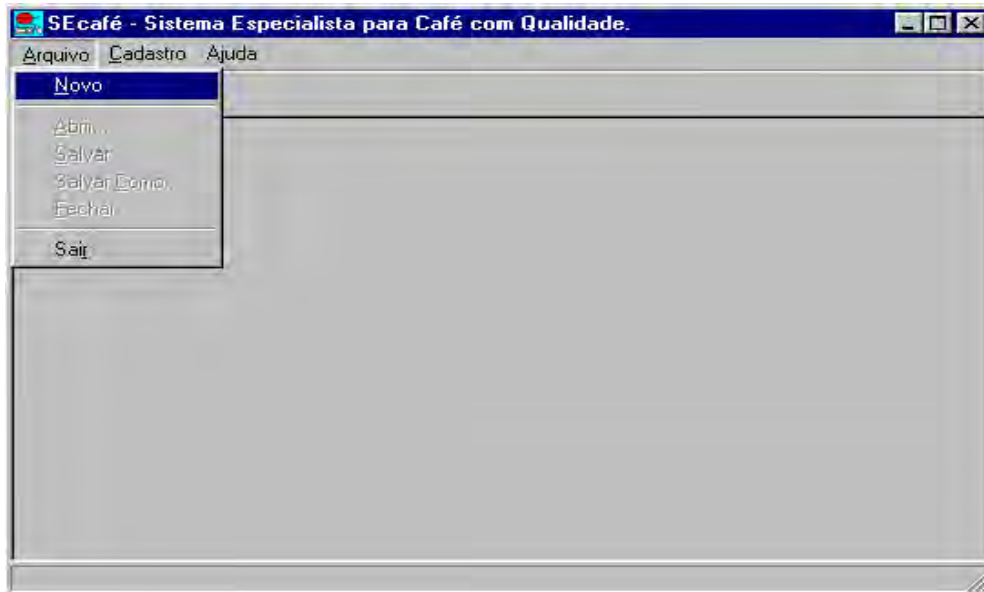 SEcafé - Sistema Especialista para Café com Qualidade.
Arquivo Cadastro Ajuda
Novo
Abrir...
Salvar
Salvar Como...
Fechar
Sair